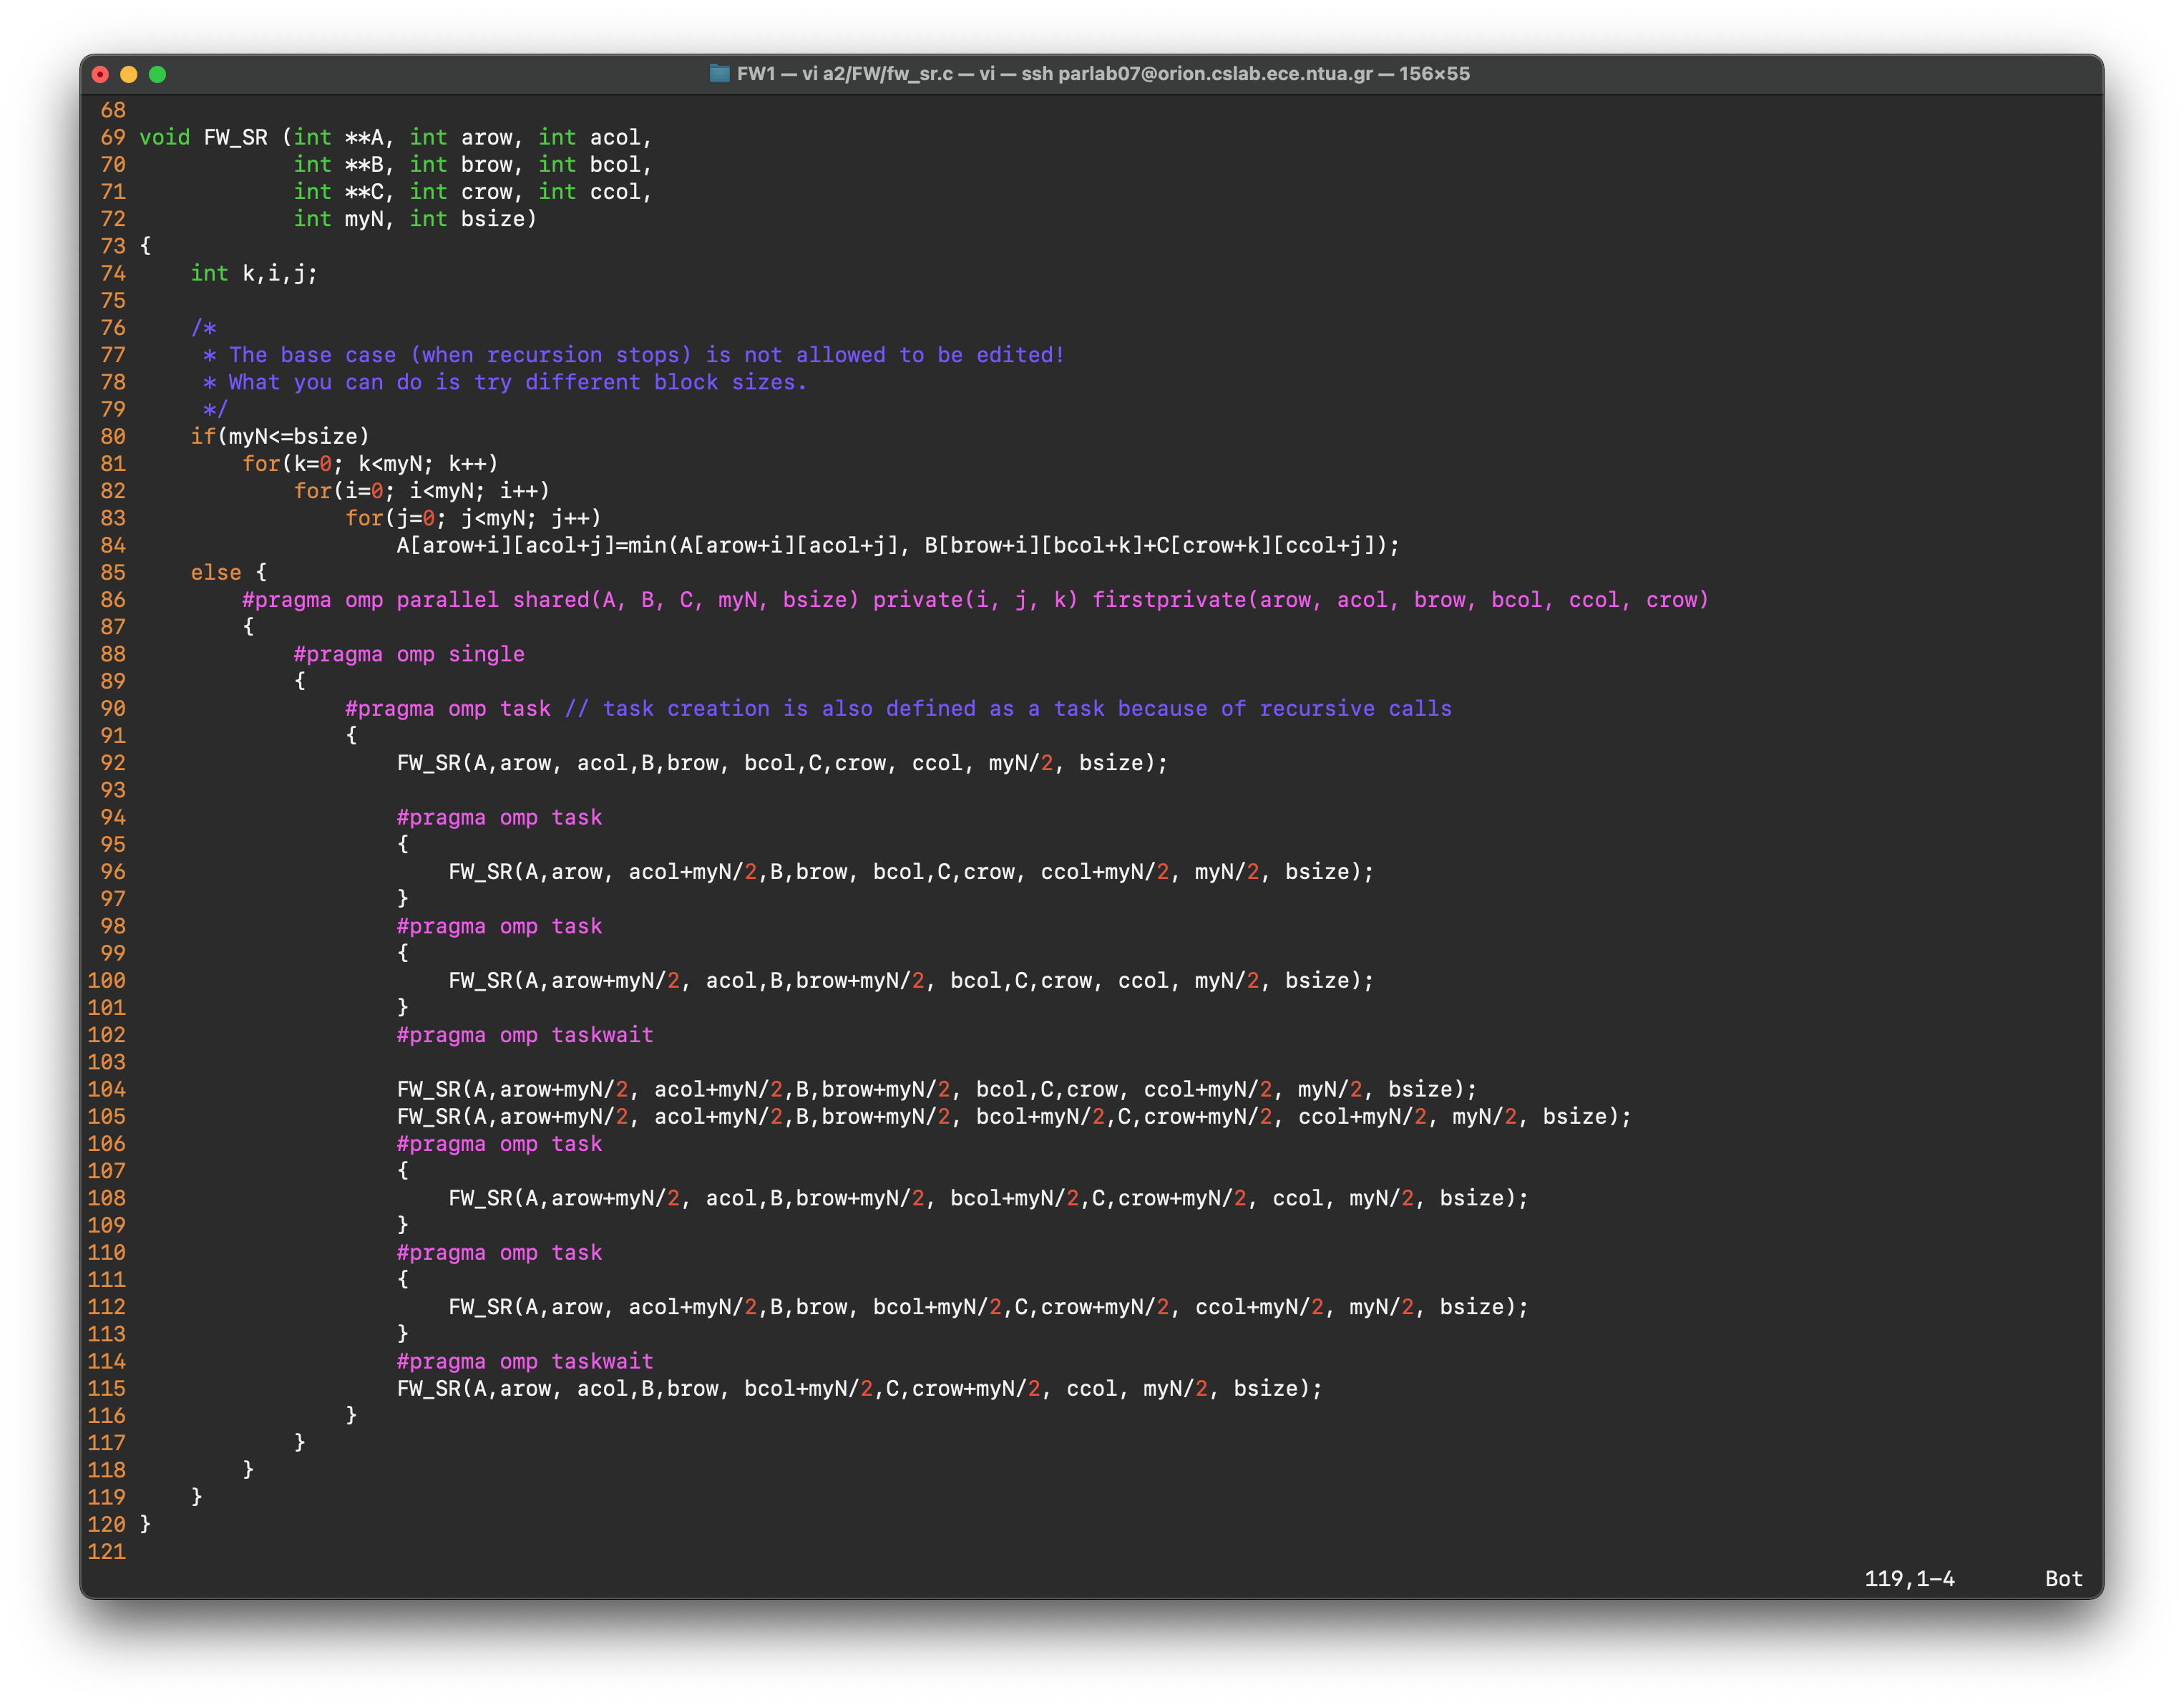 FW1 — vi a2/FW/fw_sr.c — vi — ssh parlab07@orion.cslab.ece.ntua.gr — 156×55
68
69 void FW_SR (int **A, int arow, int acol,
70             int **B, int brow, int bcol,
71             int **C, int crow, int ccol,
72             int myN, int bsize)
73 {
74     int k,i,j;
75
76     /*
77      * The base case (when recursion stops) is not allowed to be edited!
78      * What you can do is try different block sizes.
79      */
80     if(myN<=bsize)
81         for(k=0; k<myN; k++)
82             for(i=0; i<myN; i++)
83                 for(j=0; j<myN; j++)
84                     A[arow+i][acol+j]=min(A[arow+i][acol+j], B[brow+i][bcol+k]+C[crow+k][ccol+j]);
85     else {
86         #pragma omp parallel shared(A, B, C, myN, bsize) private(i, j, k) firstprivate(arow, acol, brow, bcol, ccol, crow)
87         {
88             #pragma omp single
89             {
90                 #pragma omp task // task creation is also defined as a task because of recursive calls
91                 {
92                     FW_SR(A,arow, acol,B,brow, bcol,C,crow, ccol, myN/2, bsize);
93
94                     #pragma omp task
95                     {
96                         FW_SR(A,arow, acol+myN/2,B,brow, bcol,C,crow, ccol+myN/2, myN/2, bsize);
97                     }
98                     #pragma omp task
99                     {
100                         FW_SR(A,arow+myN/2, acol,B,brow+myN/2, bcol,C,crow, ccol, myN/2, bsize);
101                     }
102                     #pragma omp taskwait
103
104                     FW_SR(A,arow+myN/2, acol+myN/2,B,brow+myN/2, bcol,C,crow, ccol+myN/2, myN/2, bsize);
105                     FW_SR(A,arow+myN/2, acol+myN/2,B,brow+myN/2, bcol+myN/2,C,crow+myN/2, ccol+myN/2, myN/2, bsize);
106                     #pragma omp task
107                     {
108                         FW_SR(A,arow+myN/2, acol,B,brow+myN/2, bcol+myN/2,C,crow+myN/2, ccol, myN/2, bsize);
109                     }
110                     #pragma omp task
111                     {
112                         FW_SR(A,arow, acol+myN/2,B,brow, bcol+myN/2,C,crow+myN/2, ccol+myN/2, myN/2, bsize);
113                     }
114                     #pragma omp taskwait
115                     FW_SR(A,arow, acol,B,brow, bcol+myN/2,C,crow+myN/2, ccol, myN/2, bsize);
116                 }
117             }
118         }
119     }
120 }
121
119,1-4 Bot